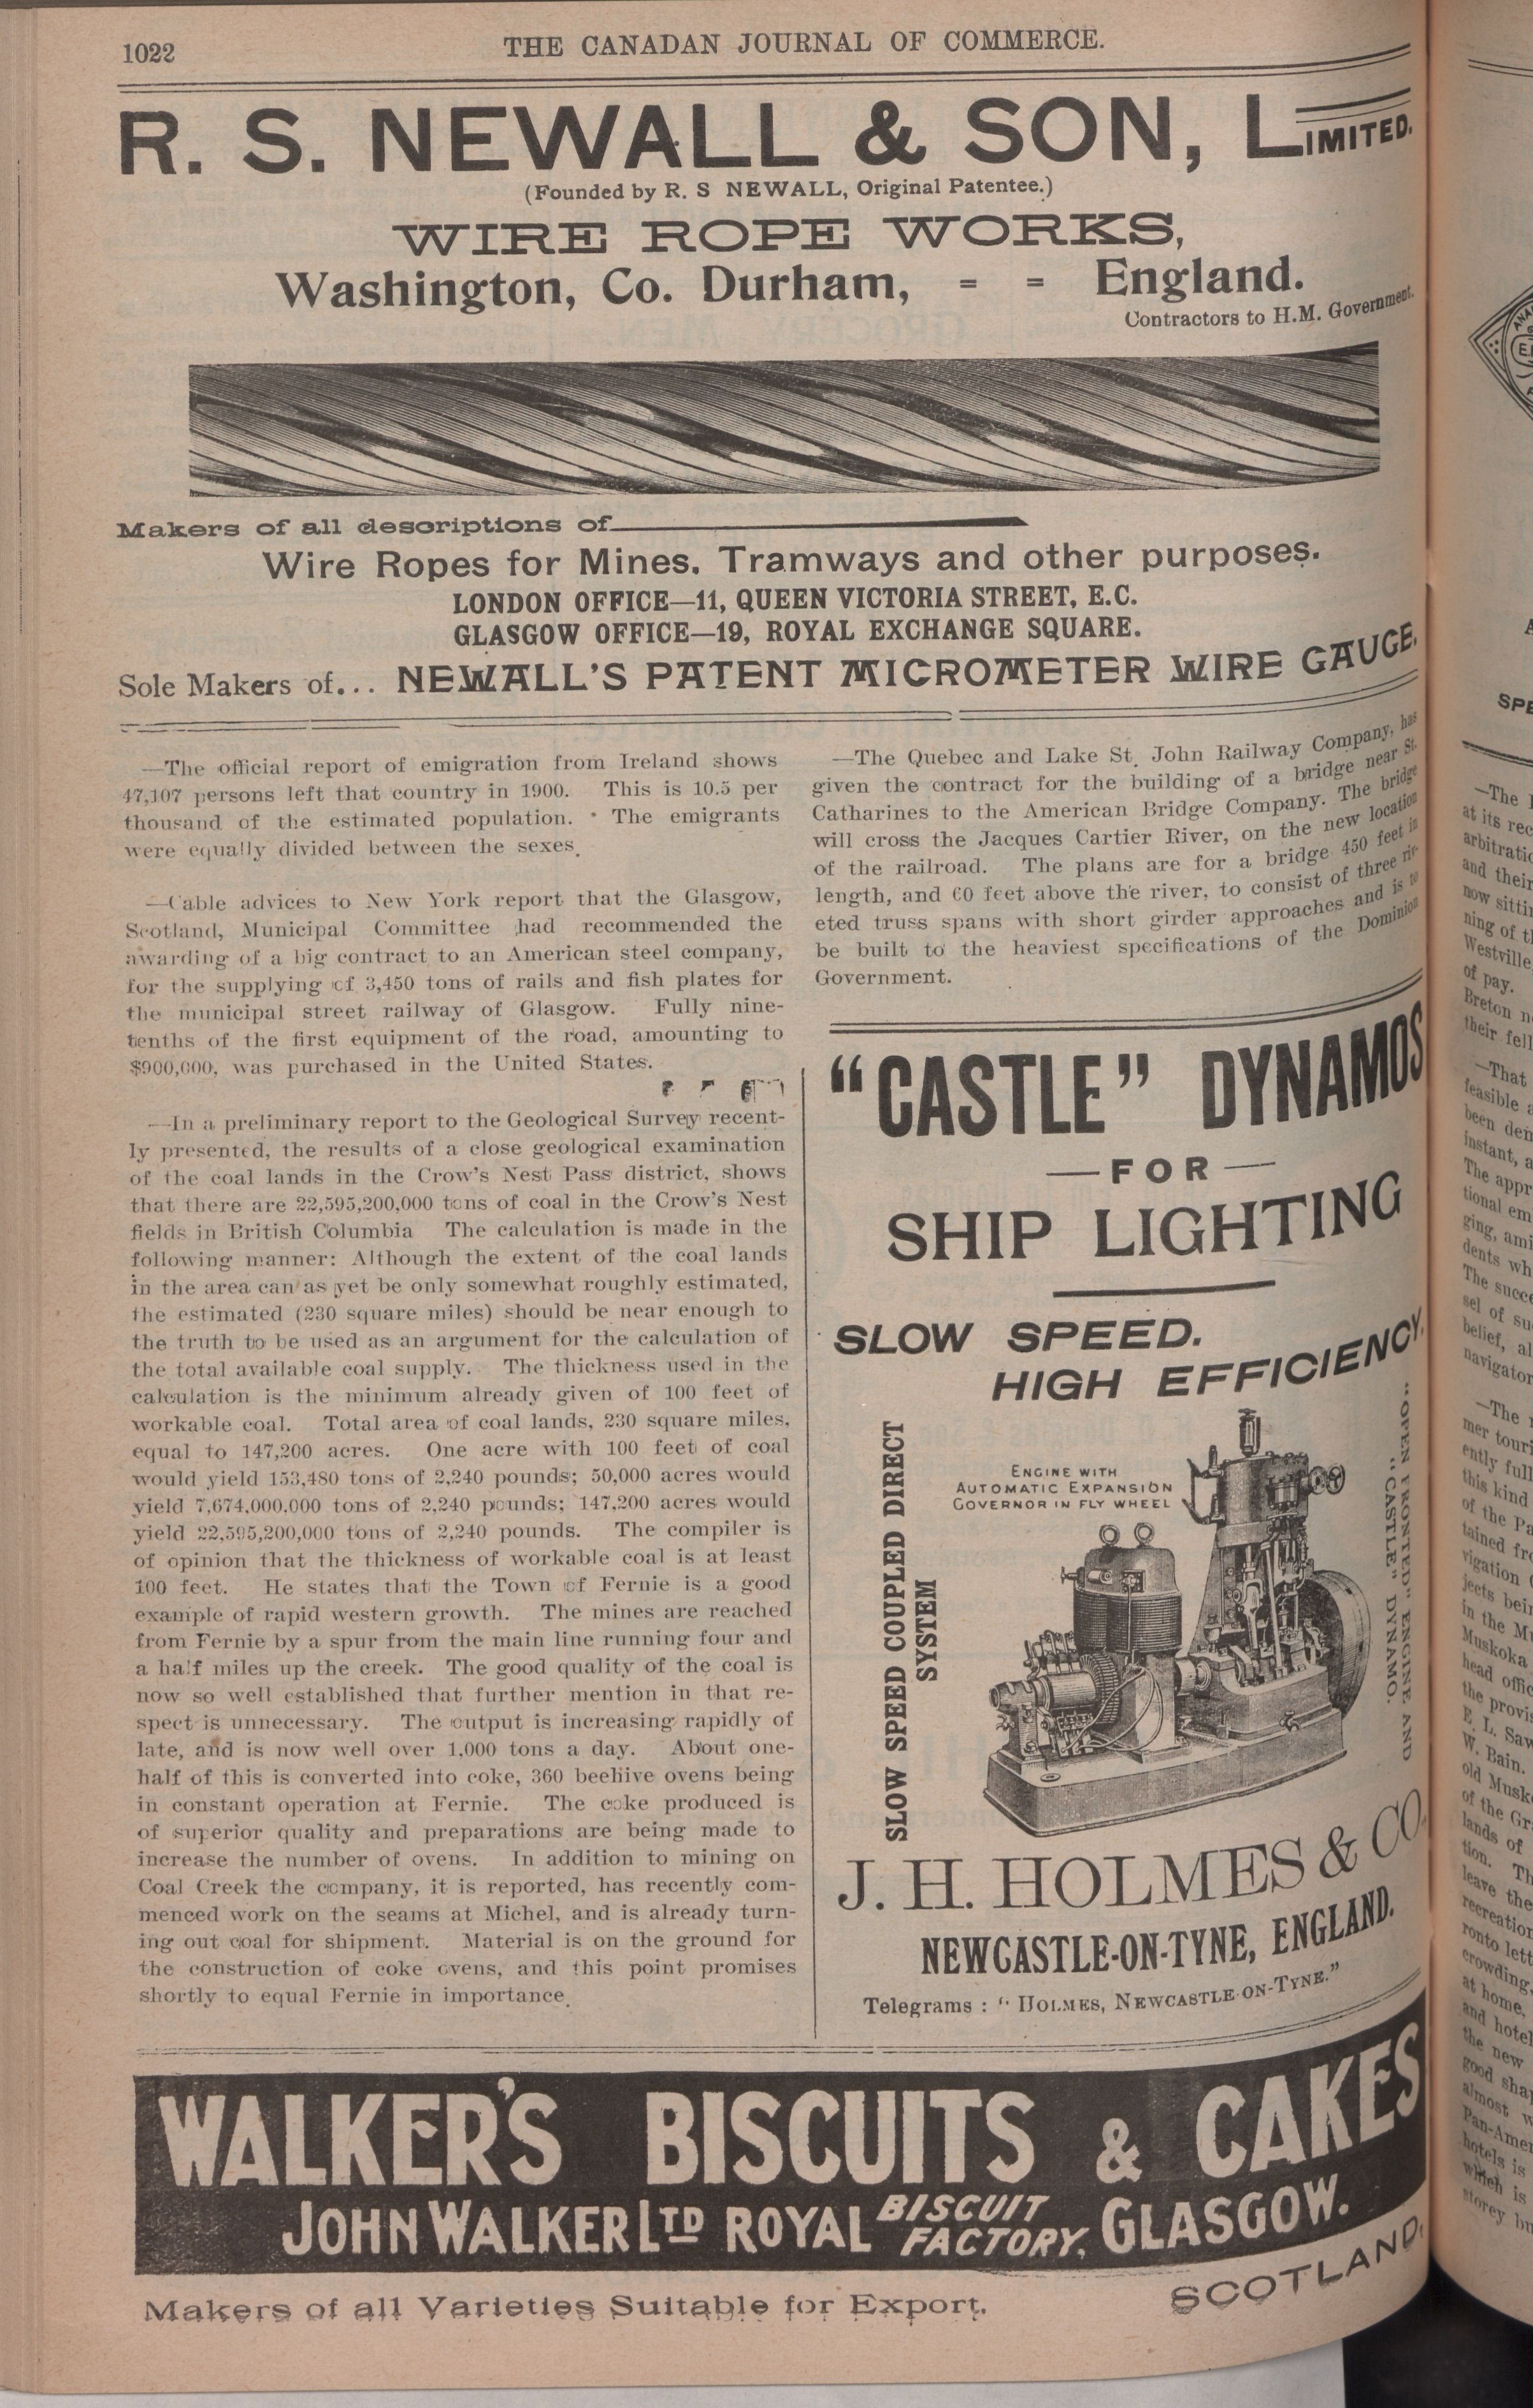 1022
THE CANADAN JOURNAL OF COMMERCE.
R. S. NEWALL & SON, LIMITED.
(Founded by R. S NEWALL, Original Patentee.)
WIRE ROPE WORKS,
Washington, Co. Durham, = = England.
Contractors to H.M. Government.
Makers of all descriptions of
Wire Ropes for Mines, Tramways and other purposes.
LONDON OFFICE—11, QUEEN VICTORIA STREET, E.C.
GLASGOW OFFICE—19, ROYAL EXCHANGE SQUARE.
Sole Makers of... NEWALL'S PATENT MICROMETER WIRE GAUGE.
—The official report of emigration from Ireland shows
47,107 persons left that country in 1900. This is 10.5 per
thousand of the estimated population. The emigrants
were equally divided between the sexes.
—Cable advices to New York report that the Glasgow,
Scotland, Municipal Committee had recommended the
awarding of a big contract to an American steel company,
for the supplying of 3,450 tons of rails and fish plates for
the municipal street railway of Glasgow. Fully nine-
tenths of the first equipment of the road, amounting to
$900,000, was purchased in the United States.
—In a preliminary report to the Geological Survey recent-
ly presented, the results of a close geological examination
of the coal lands in the Crow's Nest Pass district, shows
that there are 22,595,200,000 tons of coal in the Crow's Nest
fields in British Columbia The calculation is made in the
following manner: Although the extent of the coal lands
in the area can as yet be only somewhat roughly estimated,
the estimated (230 square miles) should be near enough to
the truth to be used as an argument for the calculation of
the total available coal supply. The thickness used in the
calculation is the minimum already given of 100 feet of
workable coal. Total area of coal lands, 230 square miles,
equal to 147,200 acres. One acre with 100 feet of coal
would yield 153,480 tons of 2,240 pounds; 50,000 acres would
yield 7,674,000,000 tons of 2,240 pounds; 147,200 acres would
yield 22,595,200,000 tons of 2,240 pounds. The compiler is
of opinion that the thickness of workable coal is at least
100 feet. He states that the Town of Fernie is a good
example of rapid western growth. The mines are reached
from Fernie by a spur from the main line running four and
a half miles up the creek. The good quality of the coal is
now so well established that further mention in that re-
spect is unnecessary. The output is increasing rapidly of
late, and is now well over 1,000 tons a day. About one-
half of this is converted into coke, 360 beehive ovens being
in constant operation at Fernie. The coke produced is
of superior quality and preparations are being made to
increase the number of ovens. In addition to mining on
Coal Creek the company, it is reported, has recently com-
menced work on the seams at Michel, and is already turn-
ing out coal for shipment. Material is on the ground for
the construction of coke ovens, and this point promises
shortly to equal Fernie in importance.
—The Quebec and Lake St. John Railway Company, has
given the contract for the building of a bridge near St.
Catharines to the American Bridge Company. The bridge
will cross the Jacques Cartier River, on the new location
of the railroad. The plans are for a bridge 450 feet in
length, and 60 feet above the river, to consist of three riv-
eted truss spans with short girder approaches and is to
be built to the heaviest specifications of the Dominion
Government.
"CASTLE" DYNAMOS
—FOR—
SHIP LIGHTING
SLOW SPEED.
HIGH EFFICIENCY.
SLOW SPEED COUPLED DIRECT
SYSTEM
ENGINE WITH
AUTOMATIC EXPANSION
GOVERNOR IN FLY WHEEL
"OPEN FRONTED" ENGINE AND
"CASTLE" DYNAMO.
J. H. HOLMES & CO.
NEWCASTLE-ON-TYNE, ENGLAND.
Telegrams: "HOLMES, NEWCASTLE-ON-TYNE."
WALKER'S BISCUITS & CAKES
JOHN WALKER LTD ROYAL BISCUIT FACTORY, GLASGOW.
SCOTLAND.
Makers of all Varieties Suitable for Export.